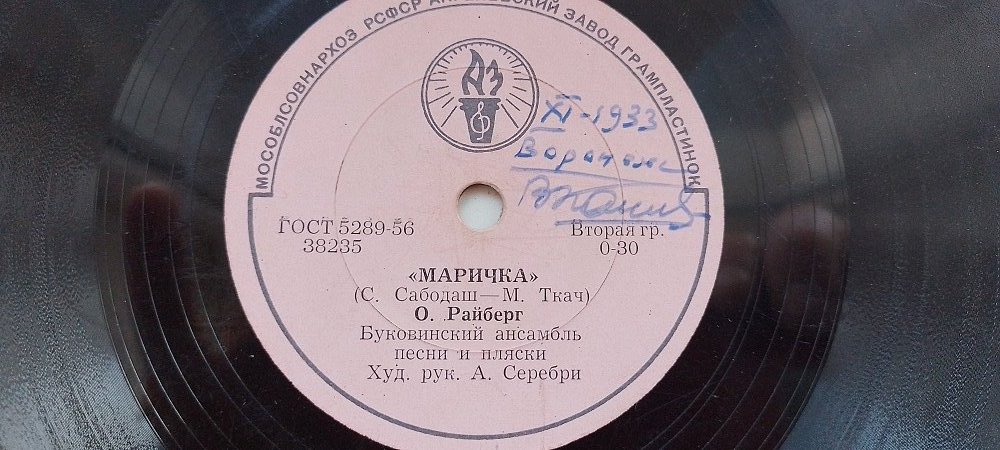 МОСОБЛСОВНАРХОЗ РСФСР АПРЕЛЕВСКИЙ ЗАВОД ГРАМПЛАСТИНОК
АЗ
XI-1933
Воронеж
ГОСТ 5289-56
38235
Вторая гр.
0-30
«МАРИЧКА»
(С. Сабодаш—М. Ткач)
О. Райберг
Буковинский ансамбль
песни и пляски
Худ. рук. А. Серебри